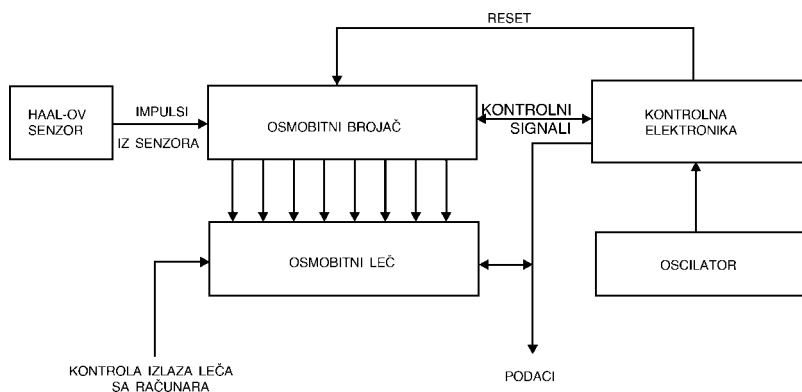 RESET
HAAL-OV
SENZOR
IMPULSI
IZ SENZORA
OSMOBITNI BROJAČ
KONTROLNI
SIGNALI
KONTROLNA
ELEKTRONIKA
OSMOBITNI LEČ
OSCILATOR
KONTROLA IZLAZA LEČA
SA RAČUNARA
PODACI